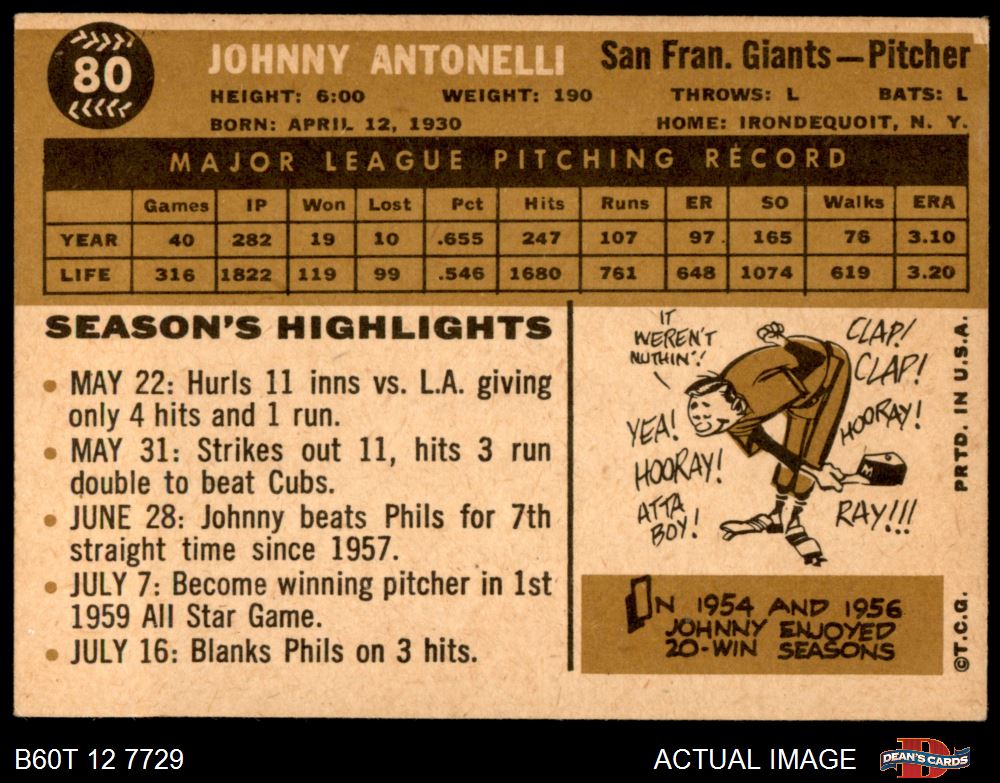 80
JOHNNY ANTONELLI
San Fran. Giants—Pitcher
HEIGHT: 6:00 WEIGHT: 190 THROWS: L BATS: L
BORN: APRIL 12, 1930 HOME: IRONDEQUOIT, N. Y.
MAJOR LEAGUE PITCHING RECORD
Games IP Won Lost Pct Hits Runs ER SO Walks ERA
YEAR 40 282 19 10 .655 247 107 97 165 76 3.10
LIFE 316 1822 119 99 .546 1680 761 648 1074 619 3.20
SEASON'S HIGHLIGHTS
• MAY 22: Hurls 11 inns vs. L.A. giving
only 4 hits and 1 run.
• MAY 31: Strikes out 11, hits 3 run
double to beat Cubs.
• JUNE 28: Johnny beats Phils for 7th
straight time since 1957.
• JULY 7: Become winning pitcher in 1st
1959 All Star Game.
• JULY 16: Blanks Phils on 3 hits.
IT
WEREN'T
NUTHIN'!
CLAP!
CLAP!
YEA!
HOORAY!
HOORAY!
ATTA
BOY!
RAY!!!
IN 1954 AND 1956
JOHNNY ENJOYED
20-WIN SEASONS
PRTD. IN U.S.A.
©T.C.G.
B60T 12 7729
ACTUAL IMAGE
DEAN'S CARDS